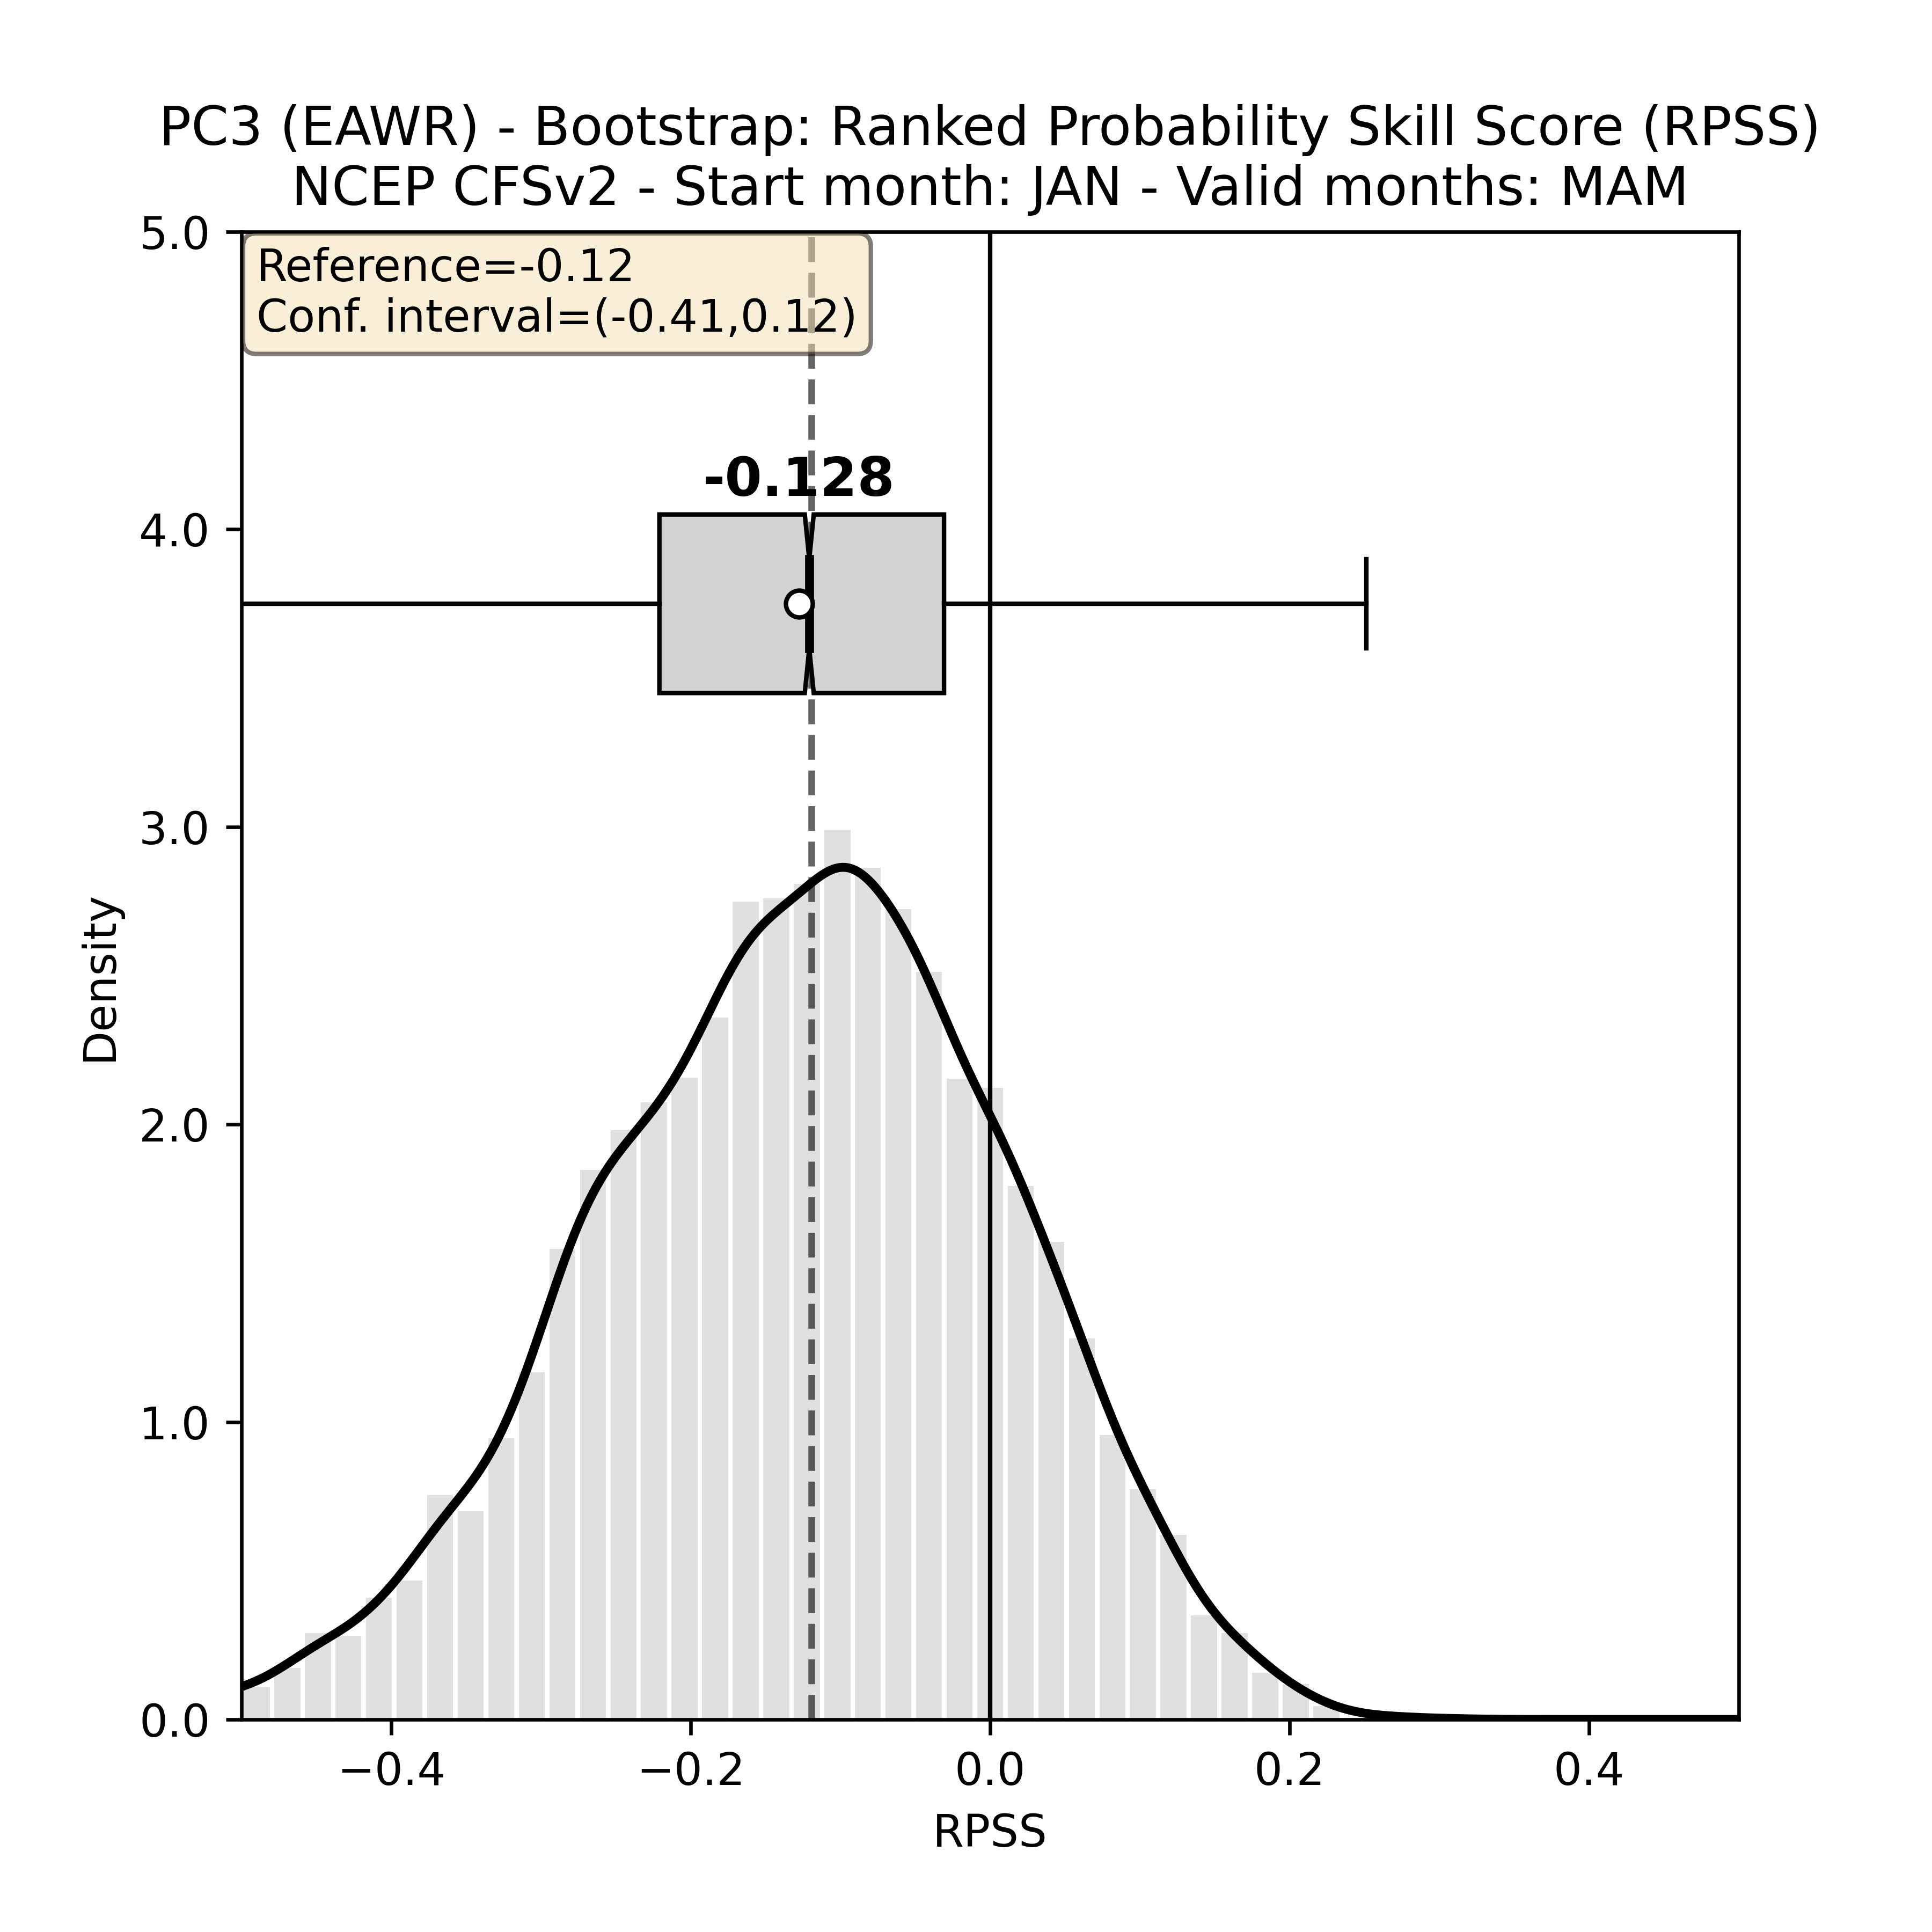 PC3 (EAWR) - Bootstrap: Ranked Probability Skill Score (RPSS)
NCEP CFSv2 - Start month: JAN - Valid months: MAM
5.0
Reference=-0.12
Conf. interval=(-0.41,0.12)
-0.128
4.0
3.0
Density
2.0
1.0
0.0
−0.4 −0.2 0.0 0.2 0.4
RPSS